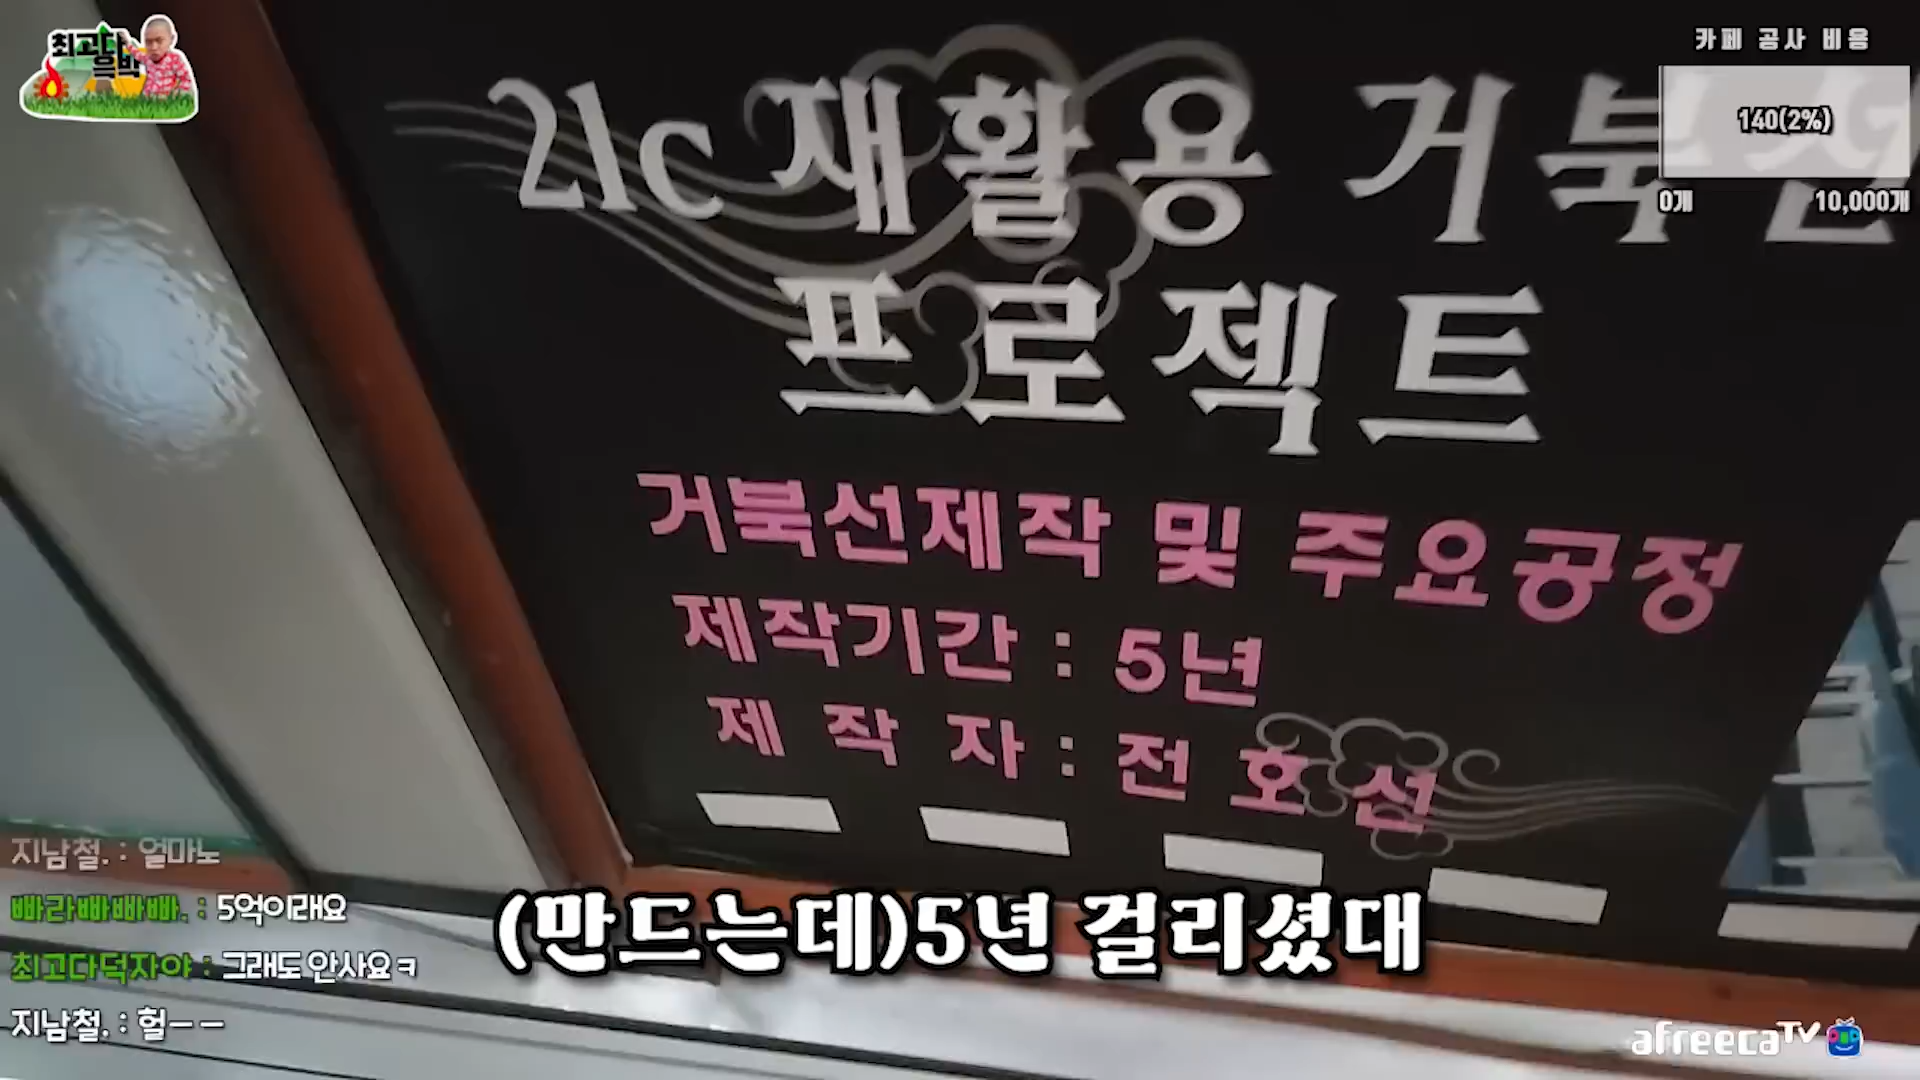 최고다
흑박
카페 공사 비용
140(2%)
0개 10,000개
21c 재활용 거북선
프로젝트
거북선제작 및 주요공정
제작기간 : 5년
제 작 자 : 전 호 선
지남철. : 얼마노
빠라빠빠빠. : 5억이래요
최고다덕자야 : 그래도 안사요ㅋ
지남철. : 헐ㅡㅡ
(만드는데)5년 걸리셨대
afreecaTV